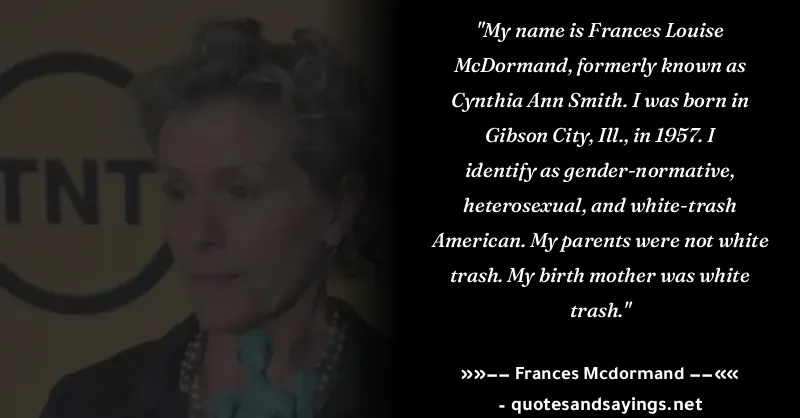 TNT
"My name is Frances Louise
McDormand, formerly known as
Cynthia Ann Smith. I was born in
Gibson City, Ill., in 1957. I
identify as gender-normative,
heterosexual, and white-trash
American. My parents were not white
trash. My birth mother was white
trash."
»»−− Frances Mcdormand −−««
- quotesandsayings.net